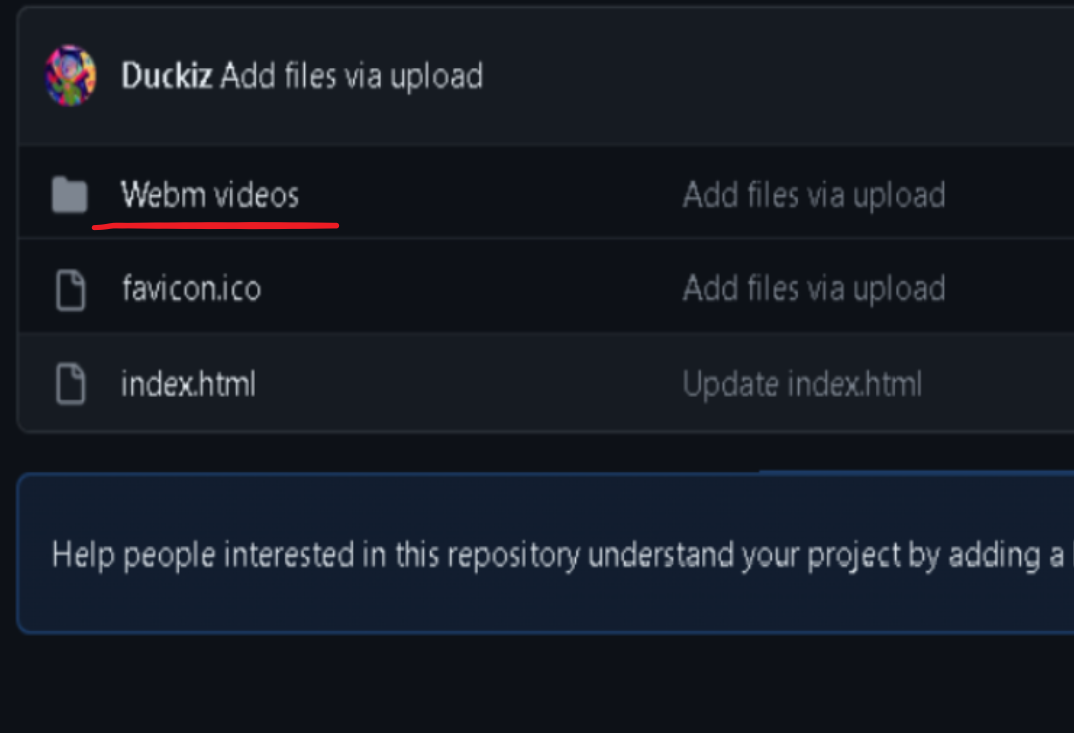 Duckiz Add files via upload
Webm videos Add files via upload
favicon.ico Add files via upload
index.html Update index.html
Help people interested in this repository understand your project by adding a